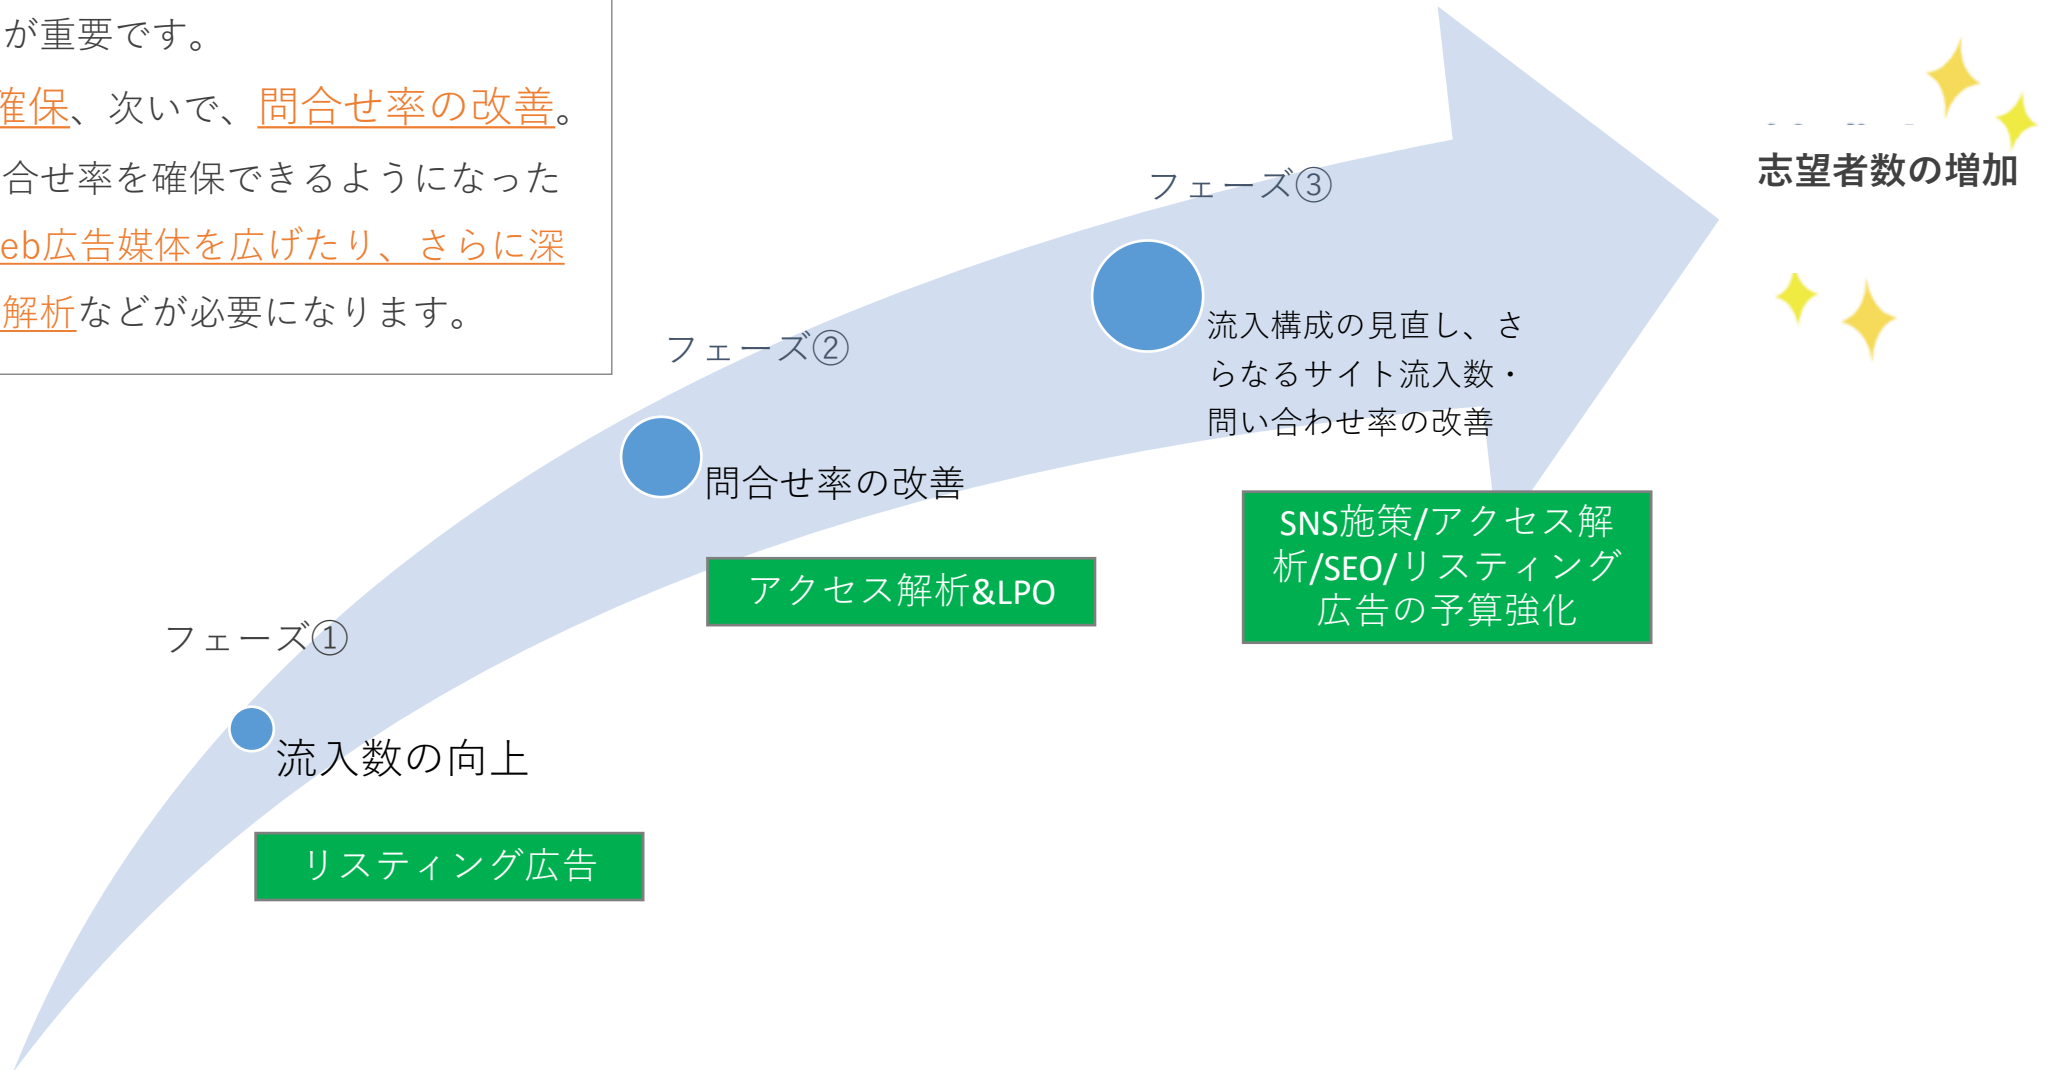 が重要です。
確保、次いで、問合せ率の改善。
合せ率を確保できるようになった
eb広告媒体を広げたり、さらに深
解析などが必要になります。
志望者数の増加
フェーズ③
流入構成の見直し、さ
らなるサイト流入数・
問い合わせ率の改善
SNS施策/アクセス解
析/SEO/リスティング
広告の予算強化
フェーズ②
問合せ率の改善
アクセス解析&LPO
フェーズ①
流入数の向上
リスティング広告